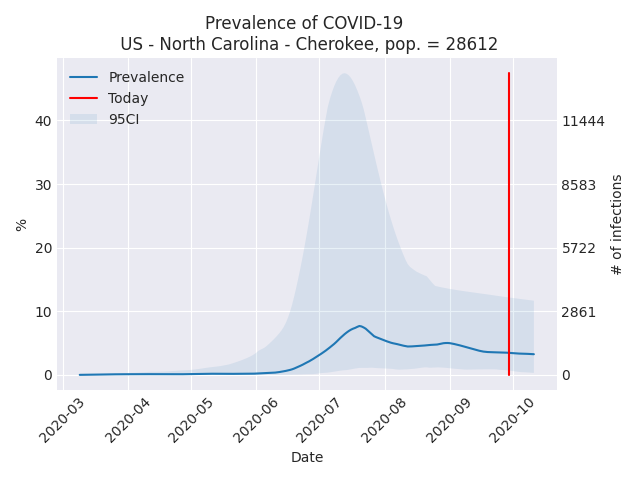 Prevalence of COVID-19
US - North Carolina - Cherokee, pop. = 28612
Prevalence
Today
95CI
40
30
20
10
0
%
11444
8583
5722
2861
0
# of infections
2020-03
2020-04
2020-05
2020-06
2020-07
2020-08
2020-09
2020-10
Date